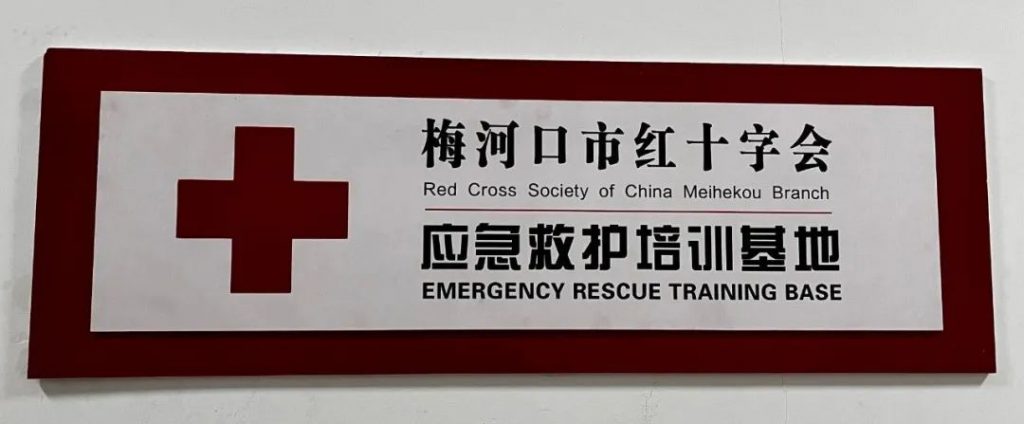 梅河口市红十字会
Red Cross Society of China Meihekou Branch
应急救护培训基地
EMERGENCY RESCUE TRAINING BASE